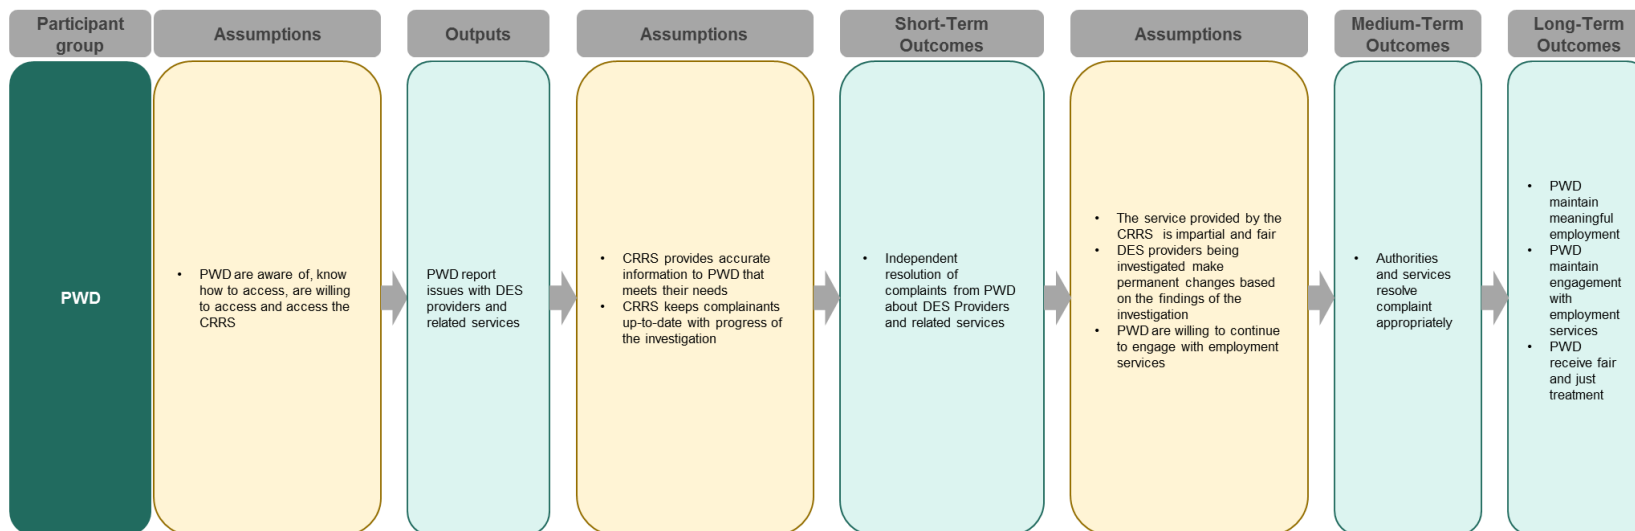 Participant
group
Assumptions
Outputs
Assumptions
Short-Term
Outcomes
Assumptions
Medium-Term
Outcomes
Long-Term
Outcomes
PWD
• PWD are aware of, know
how to access, are willing
to access and access the
CRRS
PWD report
issues with DES
providers and
related services
• CRRS provides accurate
information to PWD that
meets their needs
• CRRS keeps complainants
up-to-date with progress of
the investigation
• Independent
resolution of
complaints from PWD
about DES Providers
and related services
• The service provided by the
CRRS is impartial and fair
• DES providers being
investigated make
permanent changes based
on the findings of the
investigation
• PWD are willing to continue
to engage with employment
services
• Authorities
and services
resolve
complaint
appropriately
• PWD
maintain
meaningful
employment
• PWD
maintain
engagement
with
employment
services
• PWD
receive fair
and just
treatment